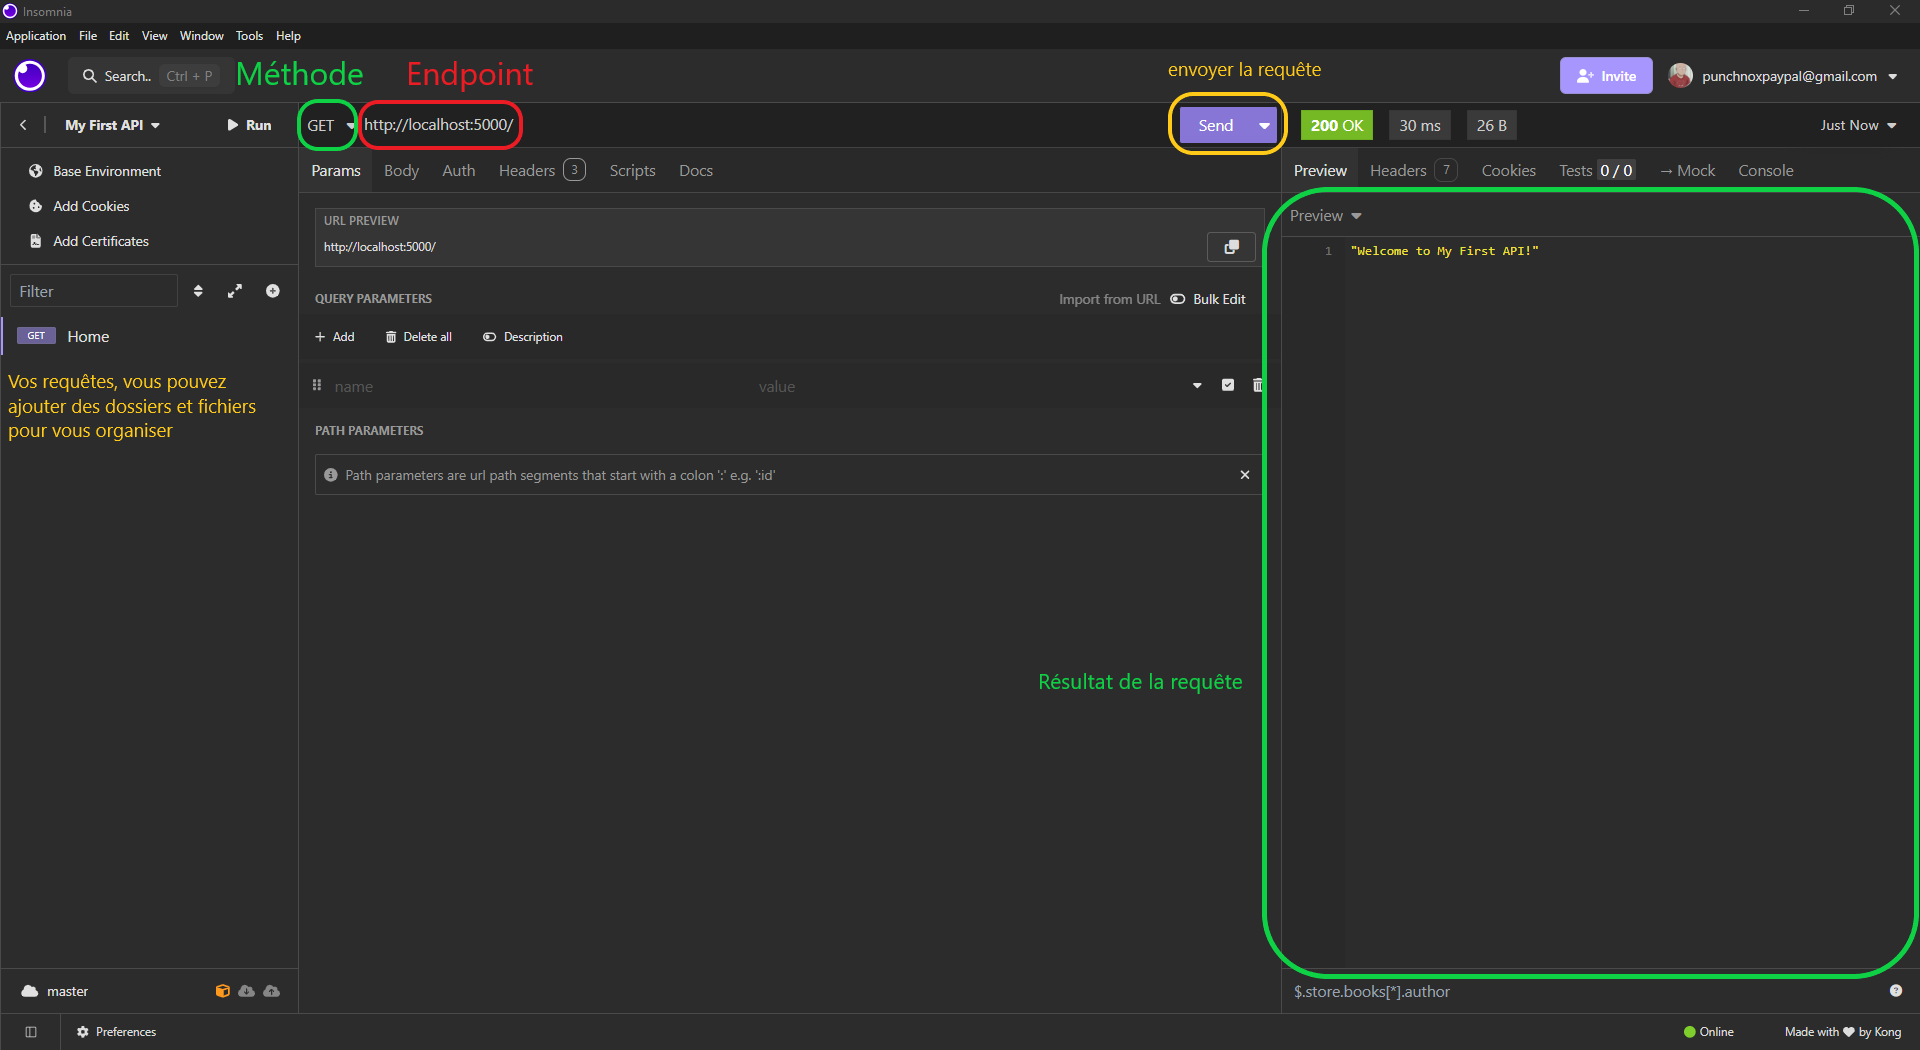 Insomnia
Application File Edit View Window Tools Help
Search.. Ctrl + P
Méthode Endpoint
envoyer la requête
Invite
punchnoxpaypal@gmail.com
My First API
Run
GET
http://localhost:5000/
Send
200 OK
30 ms
26 B
Just Now
Base Environment
Add Cookies
Add Certificates
Filter
GET Home
Vos requêtes, vous pouvez
ajouter des dossiers et fichiers
pour vous organiser
Params Body Auth Headers 3 Scripts Docs
URL PREVIEW
http://localhost:5000/
QUERY PARAMETERS
Import from URL Bulk Edit
+ Add Delete all Description
name value
PATH PARAMETERS
Path parameters are url path segments that start with a colon ':' e.g. ':id'
Résultat de la requête
Preview Headers 7 Cookies Tests 0 / 0 → Mock Console
Preview
1 "Welcome to My First API!"
$.store.books[*].author
master
Preferences
Online
Made with ♥ by Kong